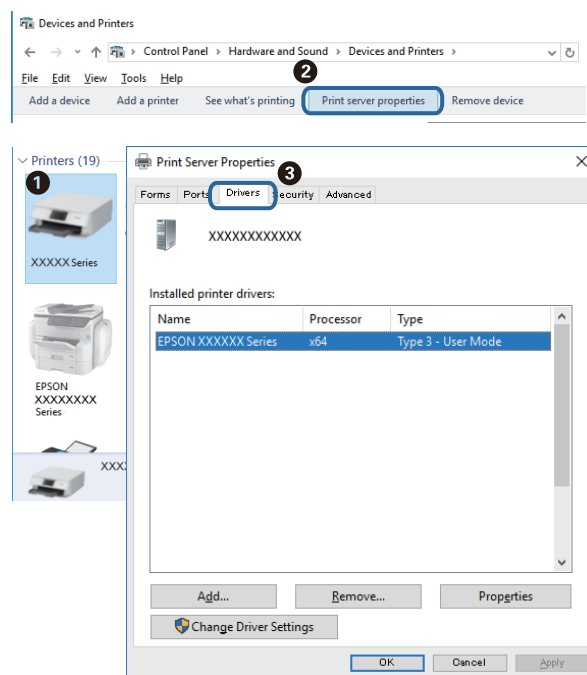 Devices and Printers
Control Panel > Hardware and Sound > Devices and Printers >
2
File Edit View Tools Help
Add a device Add a printer See what's printing Print server properties Remove device
Printers (19)
1
XXXXX Series
EPSON
XXXXXXXX
Series
XXX
Print Server Properties
3
Forms Ports Drivers Security Advanced
XXXXXXXXXXXX
Installed printer drivers:
Name Processor Type
EPSON XXXXXX Series x64 Type 3 - User Mode
Add... Remove... Properties
Change Driver Settings
OK Cancel Apply